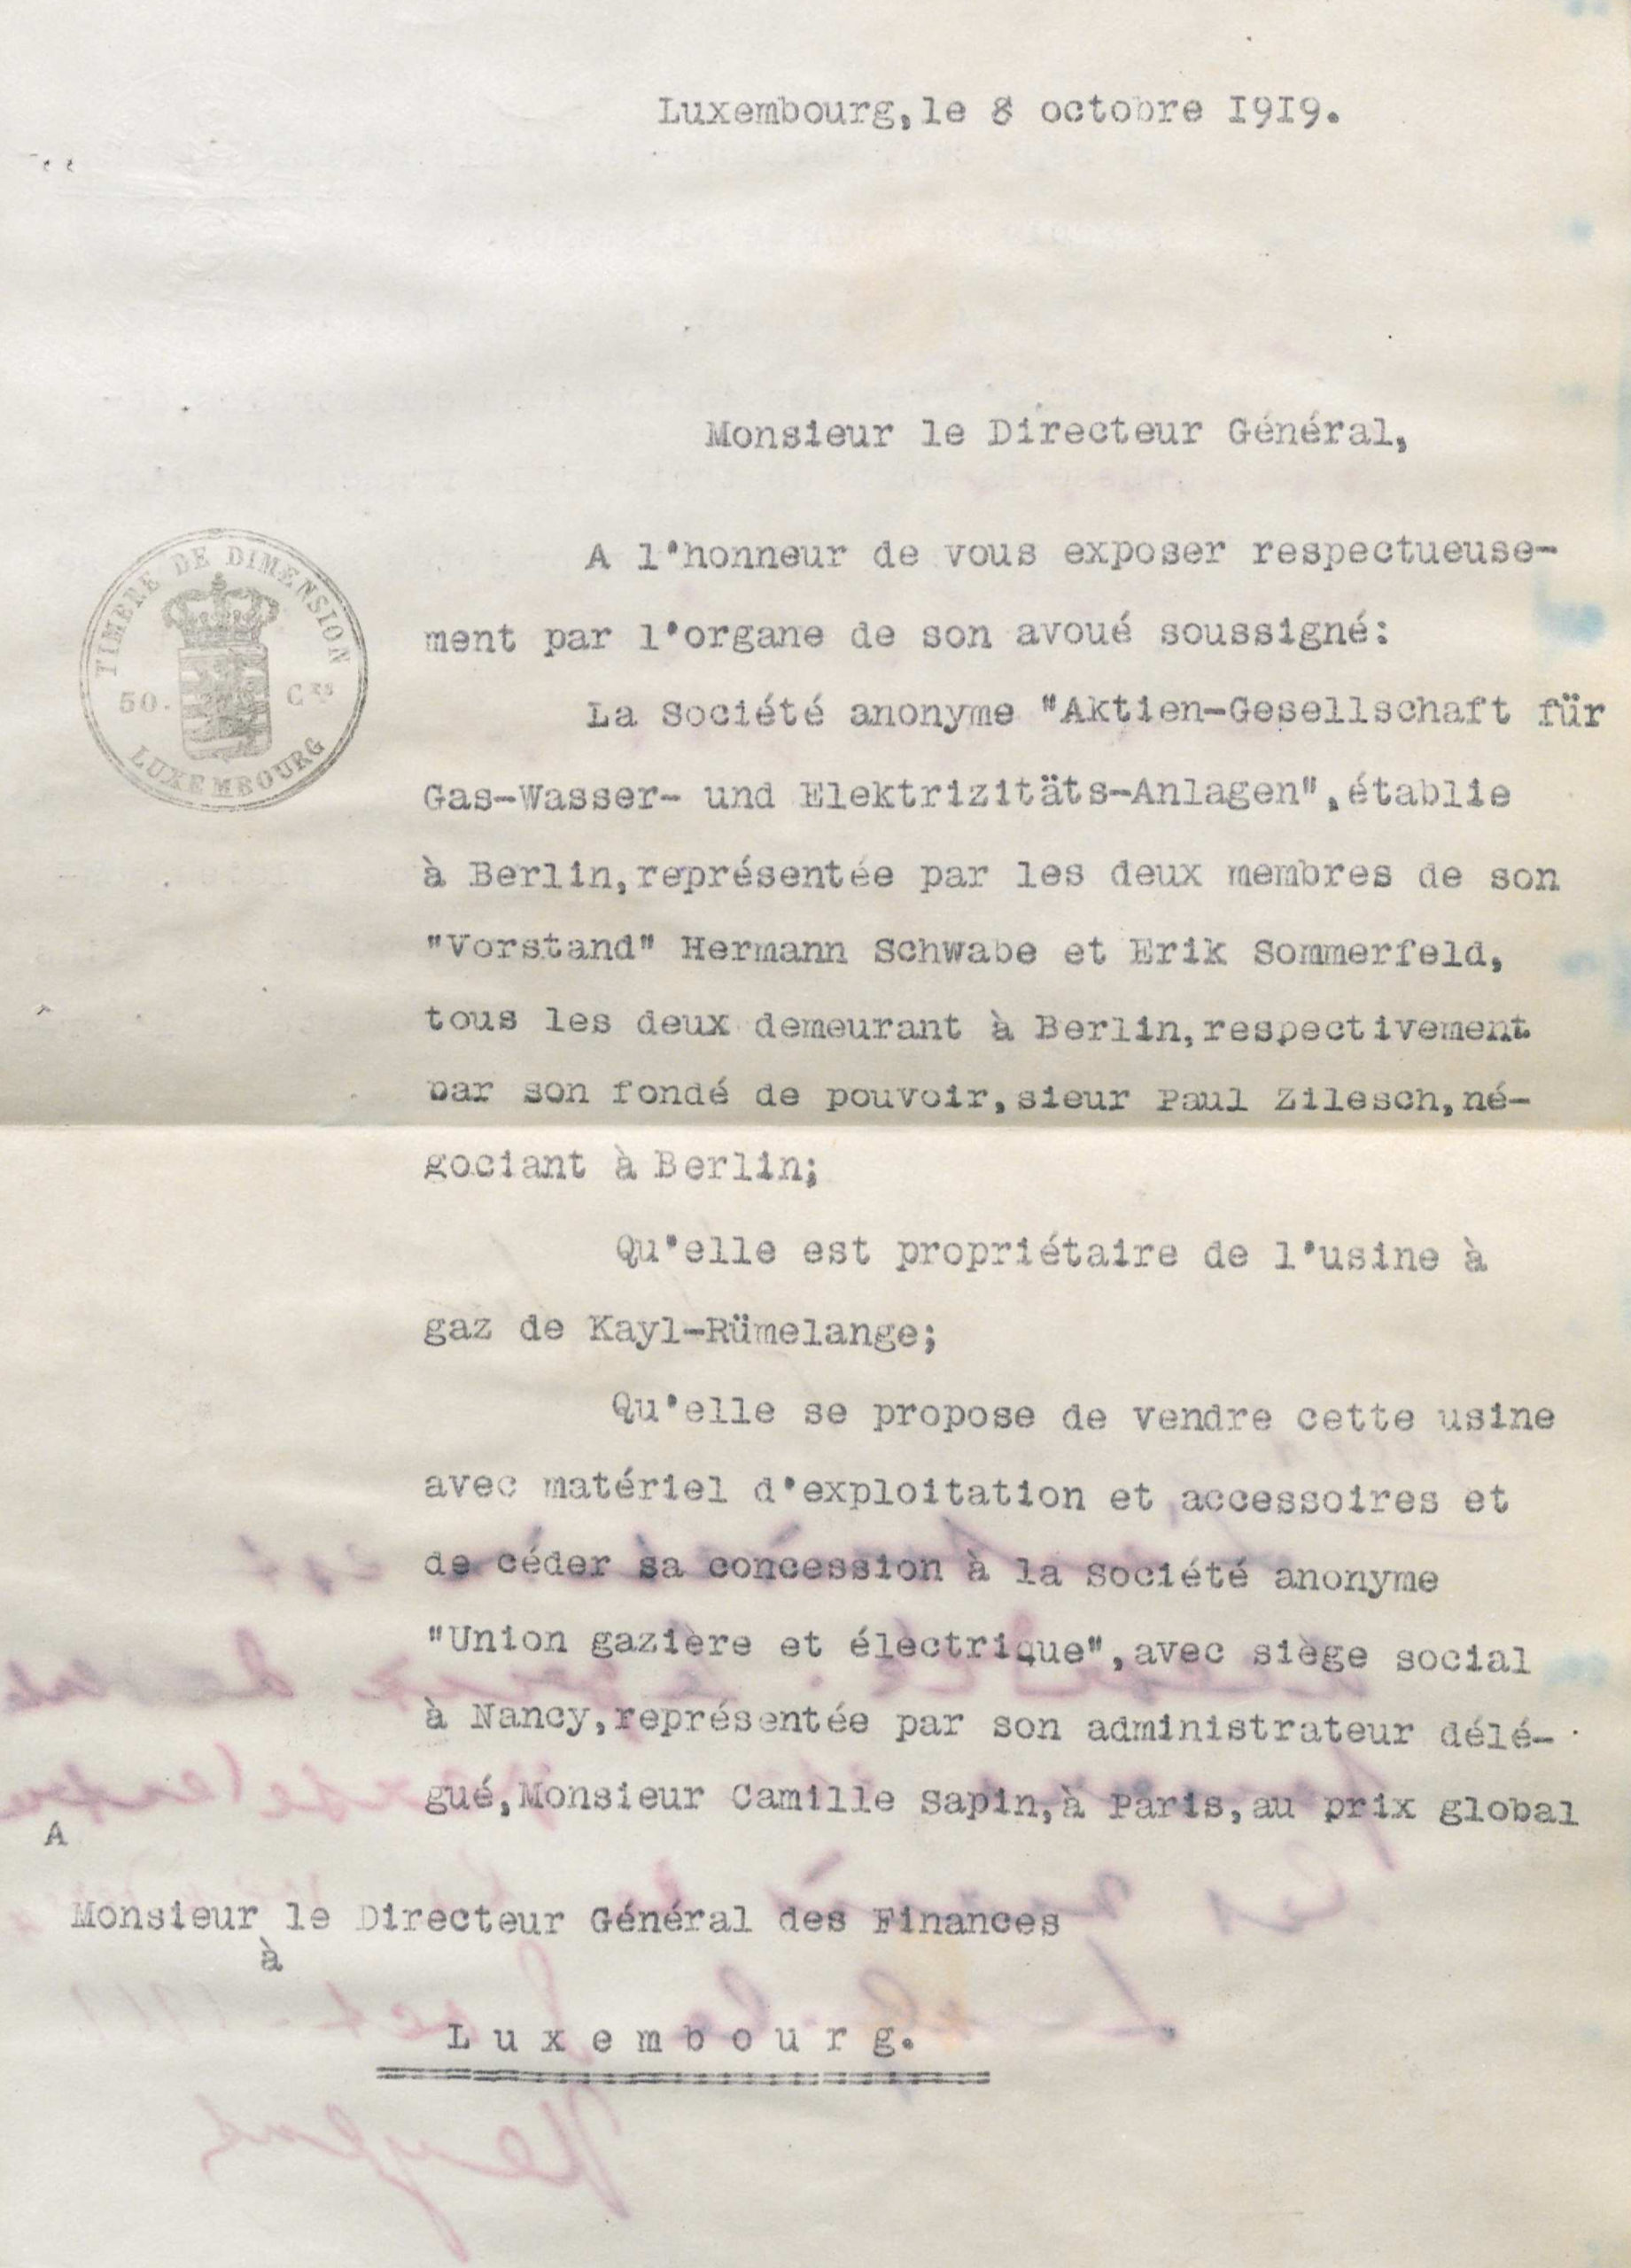 Luxembourg,le 8 octobre 1919.
Monsieur le Directeur Général,
TIMBRE DE DIMENSION
50. Cms
LUXEMBOURG
A l'honneur de vous exposer respectueuse-
ment par l'organe de son avoué soussigné:
La Société anonyme "Aktien-Gesellschaft für
Gas-Wasser- und Elektrizitäts-Anlagen",établie
à Berlin,représentée par les deux membres de son
"Vorstand" Hermann Schwabe et Erik Sommerfeld,
tous les deux demeurant à Berlin,respectivement
par son fondé de pouvoir,sieur Paul Zilesch,né-
gociant à Berlin;
Qu'elle est propriétaire de l'usine à
gaz de Kayl-Rümelange;
Qu'elle se propose de vendre cette usine
avec matériel d'exploitation et accessoires et
de céder sa concession à la Société anonyme
"Union gazière et électrique",avec siège social
à Nancy,représentée par son administrateur délé-
gué,Monsieur Camille Sapin,à Paris,au prix global
A
Monsieur le Directeur Général des Finances
à
Luxembourg.